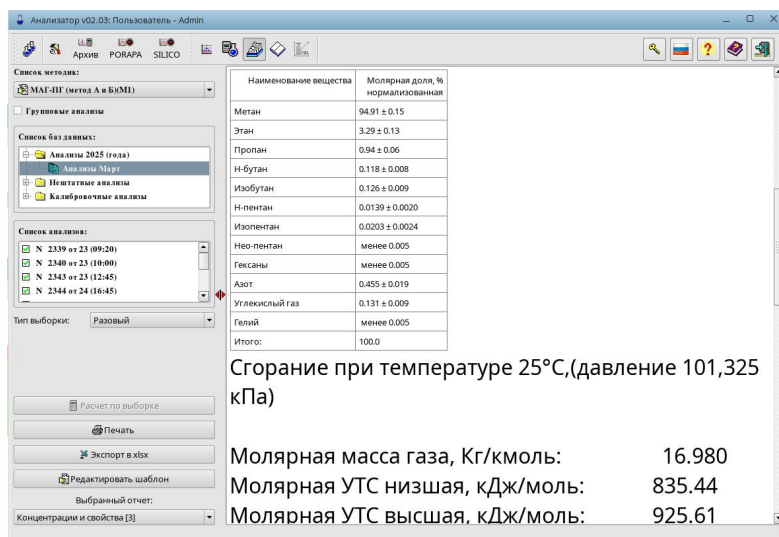 Анализатор v02.03: Пользователь - Admin
Архив PORAPA SILICO
Список методик:
МАГ-ПГ (метод А и Б)(М1)
Групповые анализы
Список баз данных:
Анализы 2025 (года)
Анализы Март
Нештатные анализы
Калибровочные анализы
Список анализов:
N 2339 от 23 (09:20)
N 2340 от 23 (10:00)
N 2343 от 23 (12:45)
N 2344 от 24 (16:45)
Тип выборки: Разовый
Расчет по выборке
Печать
Экспорт в xlsx
Редактировать шаблон
Выбранный отчет:
Концентрации и свойства [3]
Наименование вещества Молярная доля, %
нормализованная
Метан 94.91 ± 0.15
Этан 3.29 ± 0.13
Пропан 0.94 ± 0.06
Н-бутан 0.118 ± 0.008
Изобутан 0.126 ± 0.009
Н-пентан 0.0139 ± 0.0020
Изопентан 0.0203 ± 0.0024
Нео-пентан менее 0.005
Гексаны менее 0.005
Азот 0.455 ± 0.019
Углекислый газ 0.131 ± 0.009
Гелий менее 0.005
Итого: 100.0
Сгорание при температуре 25°C,(давление 101,325
кПа)
Молярная масса газа, Кг/кмоль: 16.980
Молярная УТС низшая, кДж/моль: 835.44
Молярная УТС высшая, кДж/моль: 925.61